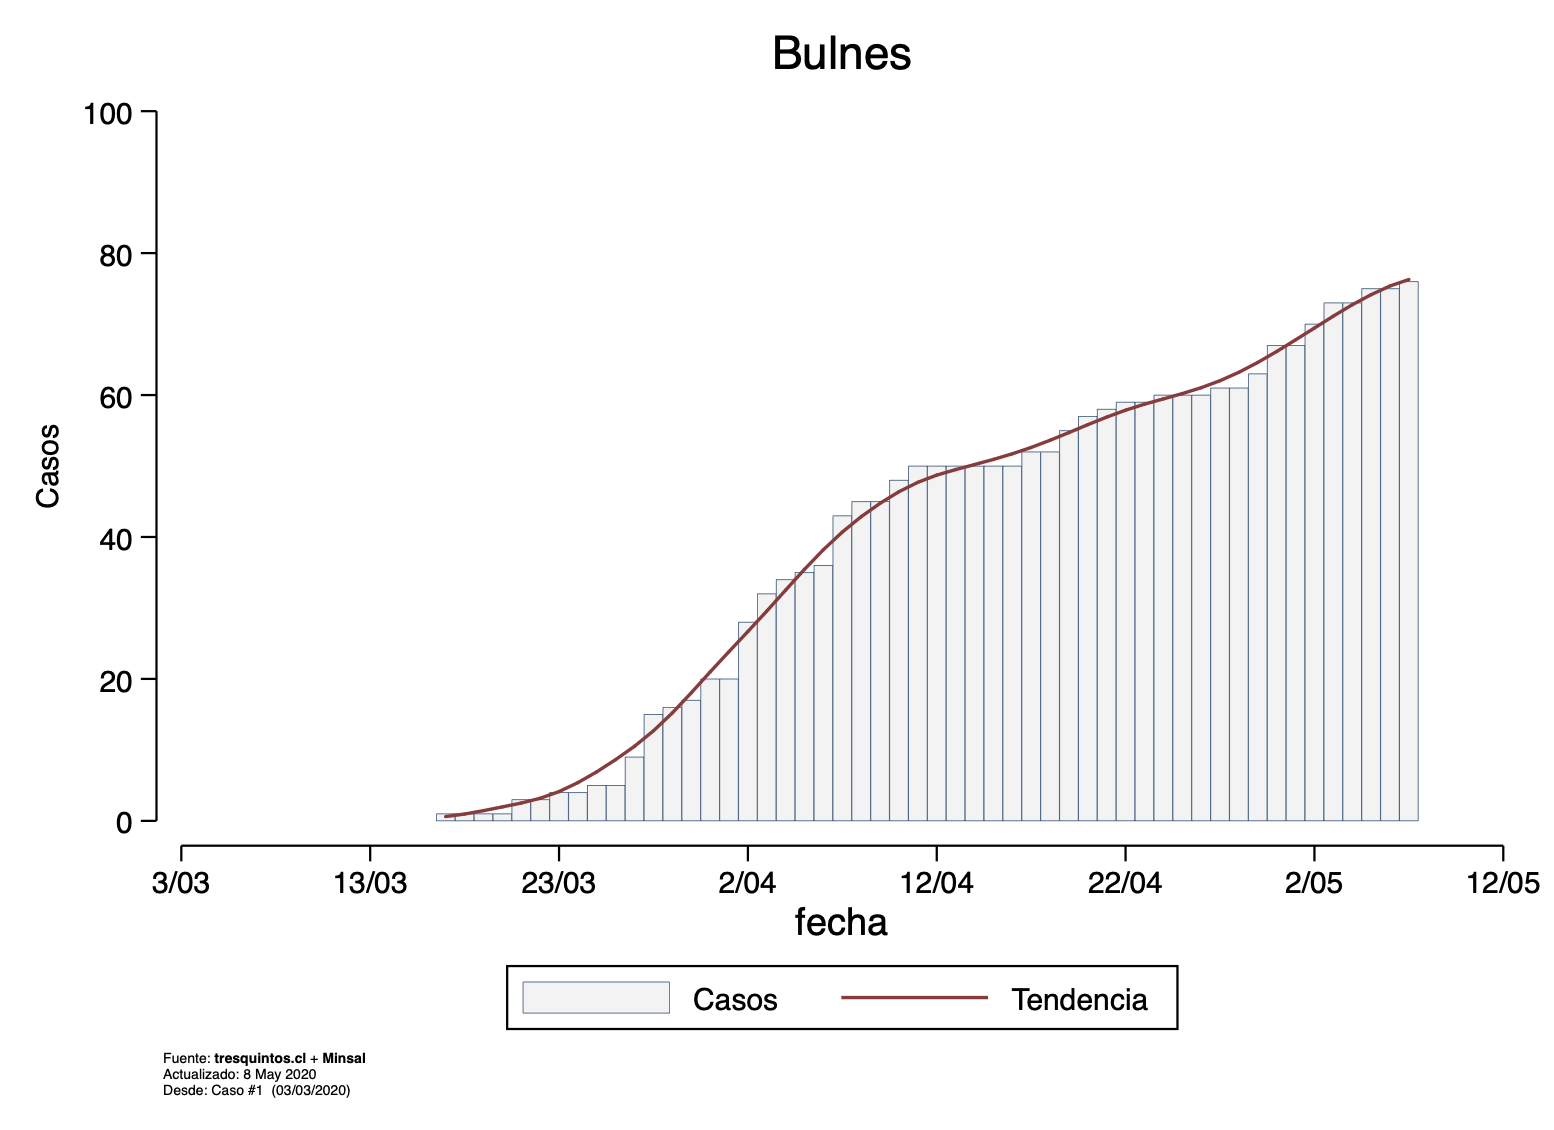 Bulnes
100
80
60
40
20
0
Casos
3/03 13/03 23/03 2/04 12/04 22/04 2/05 12/05
fecha
Casos Tendencia
Fuente: tresquintos.cl + Minsal
Actualizado: 8 May 2020
Desde: Caso #1 (03/03/2020)